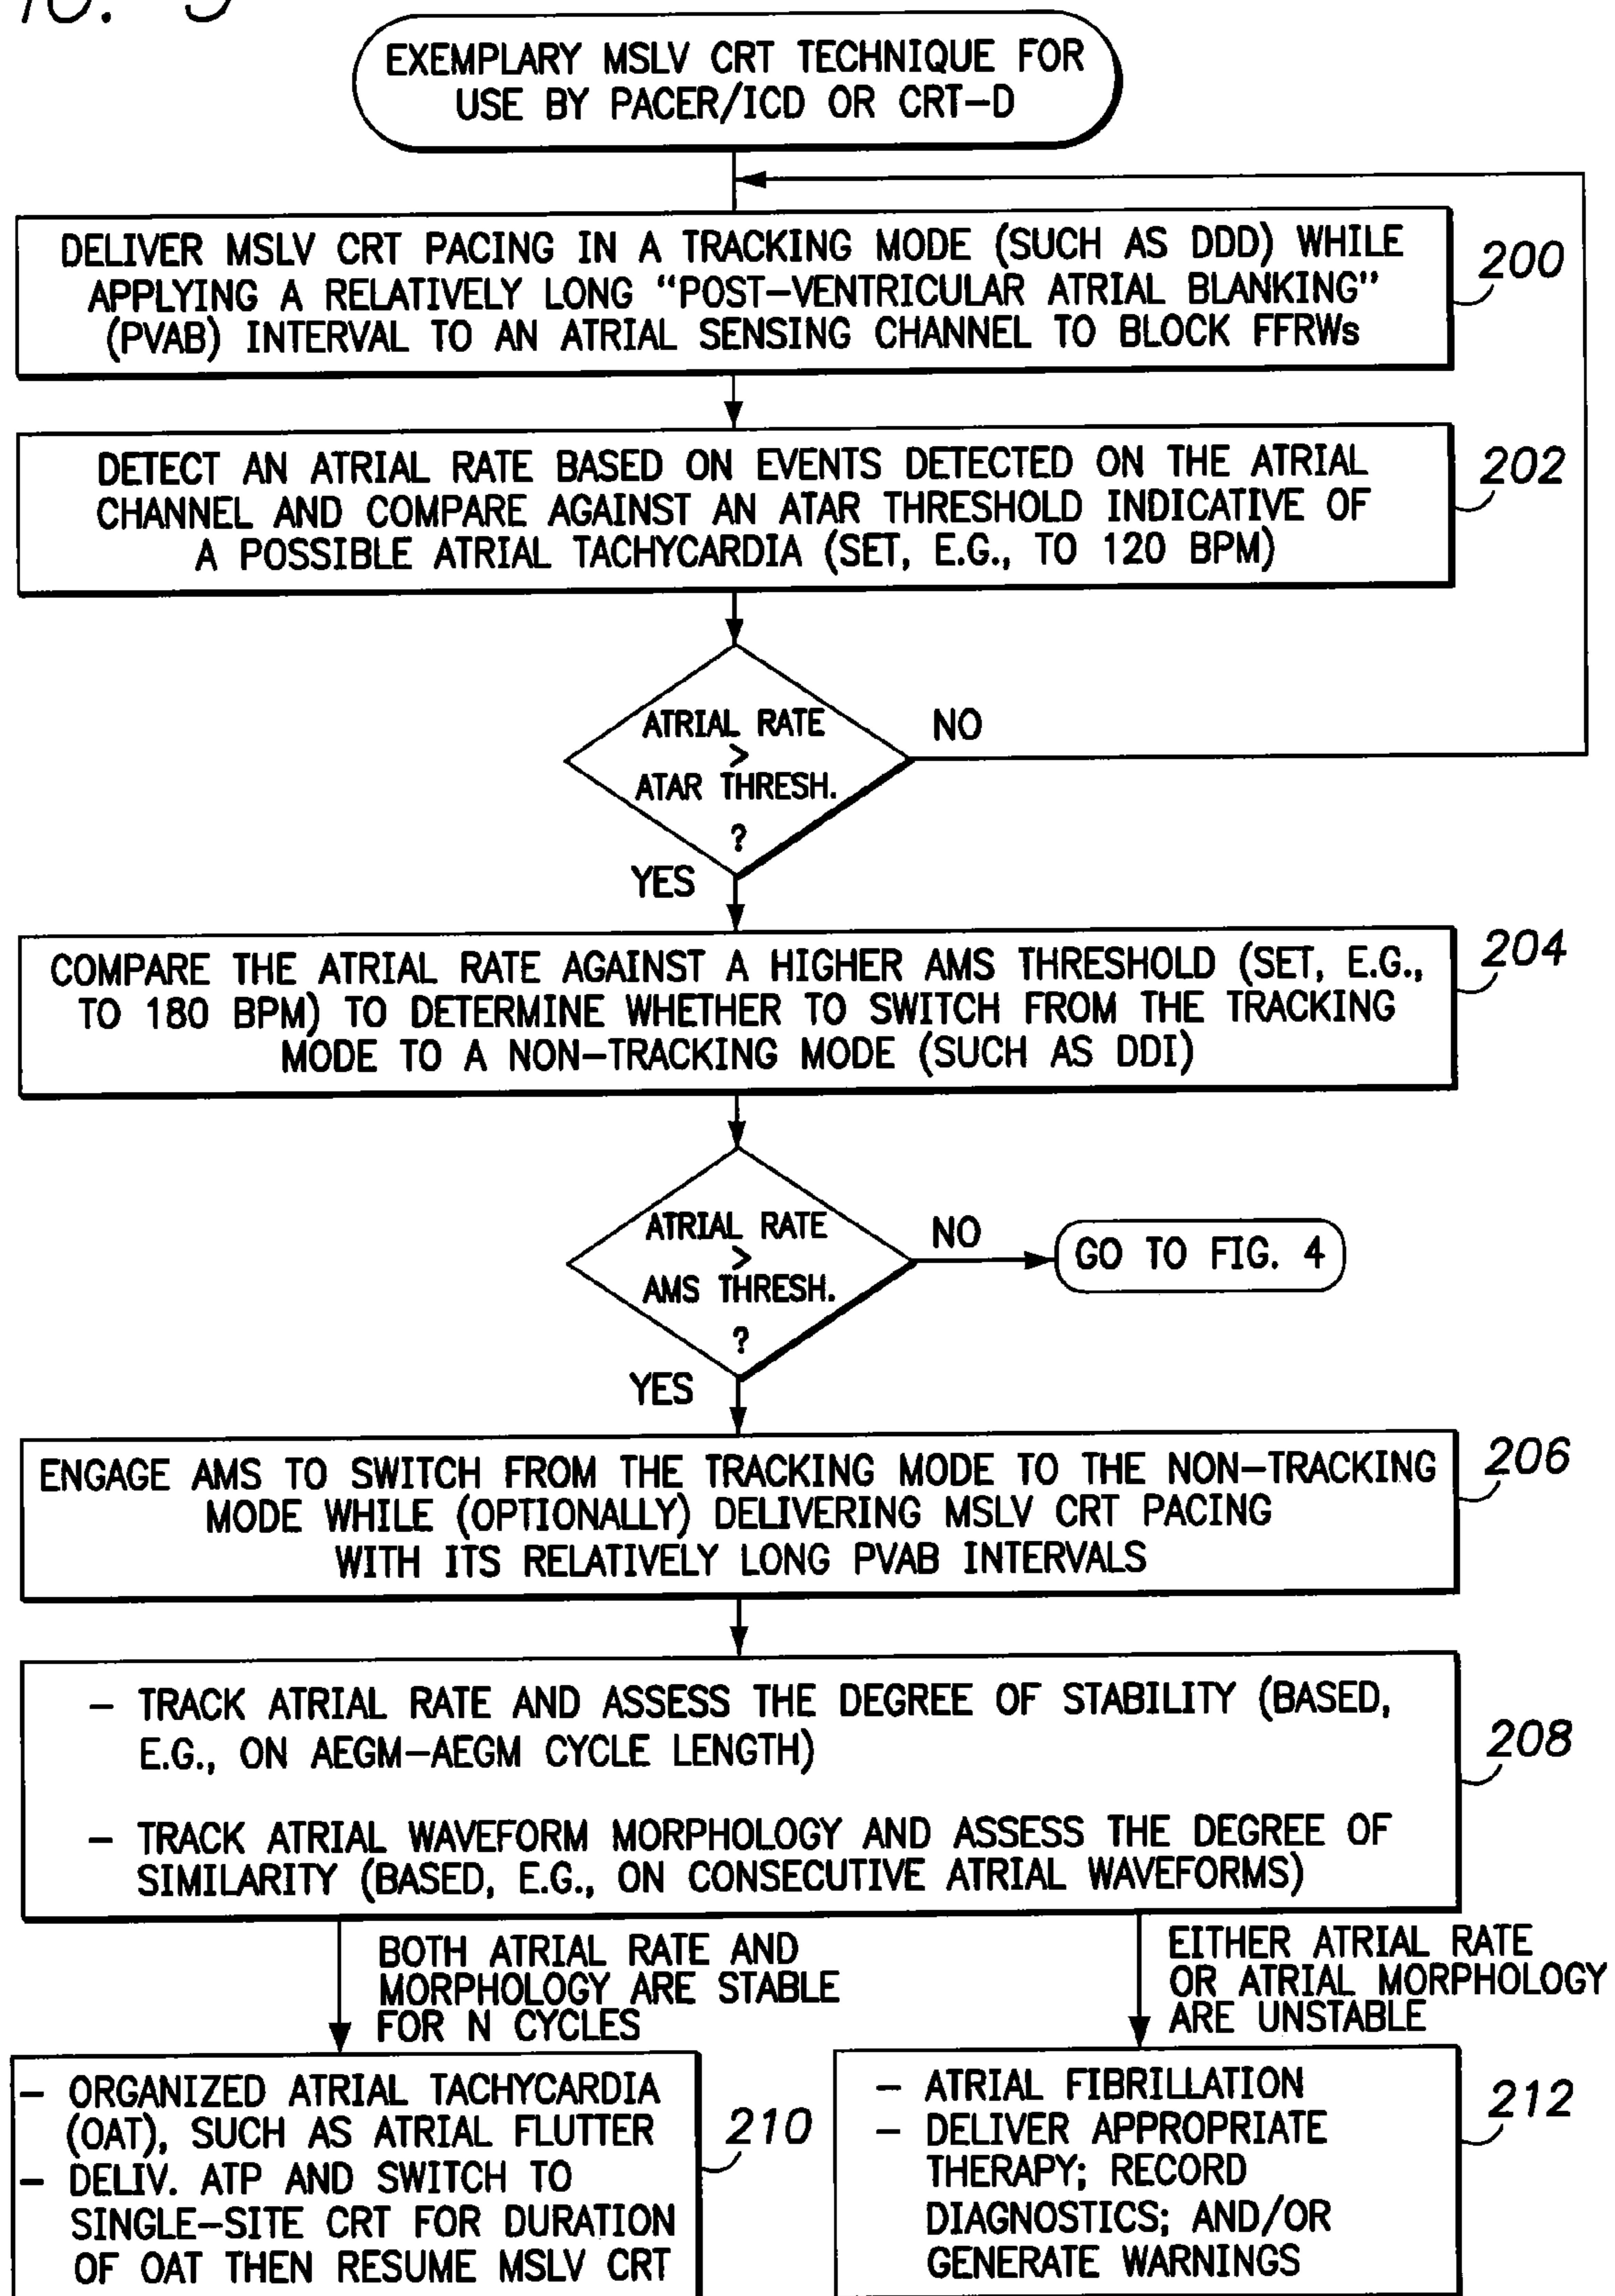 EXEMPLARY MSLV CRT TECHNIQUE FOR
USE BY PACER/ICD OR CRT-D
DELIVER MSLV CRT PACING IN A TRACKING MODE (SUCH AS DDD) WHILE
APPLYING A RELATIVELY LONG "POST-VENTRICULAR ATRIAL BLANKING"
(PVAB) INTERVAL TO AN ATRIAL SENSING CHANNEL TO BLOCK FFRWs
200
DETECT AN ATRIAL RATE BASED ON EVENTS DETECTED ON THE ATRIAL
CHANNEL AND COMPARE AGAINST AN ATAR THRESHOLD INDICATIVE OF
A POSSIBLE ATRIAL TACHYCARDIA (SET, E.G., TO 120 BPM)
202
ATRIAL RATE
>
ATAR THRESH.
?
NO
YES
COMPARE THE ATRIAL RATE AGAINST A HIGHER AMS THRESHOLD (SET, E.G.,
TO 180 BPM) TO DETERMINE WHETHER TO SWITCH FROM THE TRACKING
MODE TO A NON-TRACKING MODE (SUCH AS DDI)
204
ATRIAL RATE
>
AMS THRESH.
?
NO
GO TO FIG. 4
YES
ENGAGE AMS TO SWITCH FROM THE TRACKING MODE TO THE NON-TRACKING
MODE WHILE (OPTIONALLY) DELIVERING MSLV CRT PACING
WITH ITS RELATIVELY LONG PVAB INTERVALS
206
- TRACK ATRIAL RATE AND ASSESS THE DEGREE OF STABILITY (BASED,
E.G., ON AEGM-AEGM CYCLE LENGTH)
- TRACK ATRIAL WAVEFORM MORPHOLOGY AND ASSESS THE DEGREE OF
SIMILARITY (BASED, E.G., ON CONSECUTIVE ATRIAL WAVEFORMS)
208
BOTH ATRIAL RATE AND
MORPHOLOGY ARE STABLE
FOR N CYCLES
EITHER ATRIAL RATE
OR ATRIAL MORPHOLOGY
ARE UNSTABLE
- ORGANIZED ATRIAL TACHYCARDIA
(OAT), SUCH AS ATRIAL FLUTTER
- DELIV. ATP AND SWITCH TO
SINGLE-SITE CRT FOR DURATION
OF OAT THEN RESUME MSLV CRT
210
- ATRIAL FIBRILLATION
- DELIVER APPROPRIATE
THERAPY; RECORD
DIAGNOSTICS; AND/OR
GENERATE WARNINGS
212